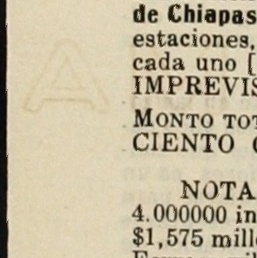 de Chiapas
estaciones,
cada uno [
IMPREVIS
MONTO TOT
CIENTO
NOTA
4.000000 in
$1,575 mill